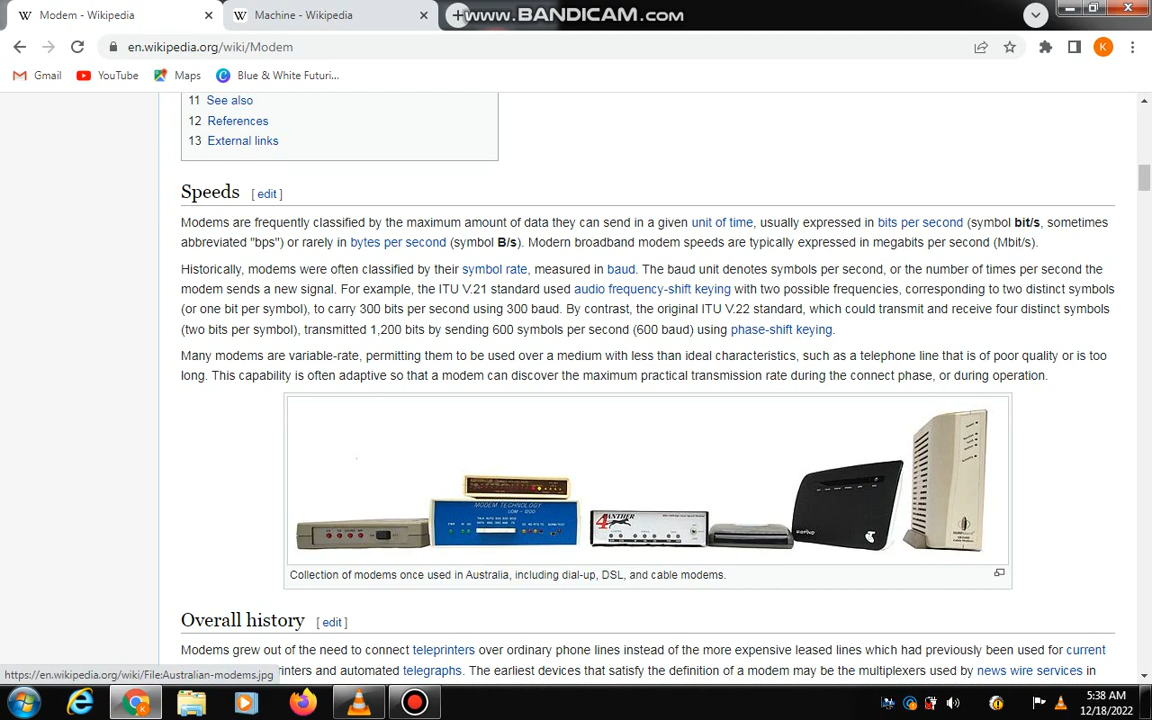 Modem - Wikipedia
Machine - Wikipedia
www.BANDICAM.com
en.wikipedia.org/wiki/Modem
K
Gmail
YouTube
Maps
Blue & White Futuri...
11 See also
12 References
13 External links
Speeds [ edit ]
Modems are frequently classified by the maximum amount of data they can send in a given unit of time, usually expressed in bits per second (symbol bit/s, sometimes
abbreviated "bps") or rarely in bytes per second (symbol B/s). Modern broadband modem speeds are typically expressed in megabits per second (Mbit/s).
Historically, modems were often classified by their symbol rate, measured in baud. The baud unit denotes symbols per second, or the number of times per second the
modem sends a new signal. For example, the ITU V.21 standard used audio frequency-shift keying with two possible frequencies, corresponding to two distinct symbols
(or one bit per symbol), to carry 300 bits per second using 300 baud. By contrast, the original ITU V.22 standard, which could transmit and receive four distinct symbols
(two bits per symbol), transmitted 1,200 bits by sending 600 symbols per second (600 baud) using phase-shift keying.
Many modems are variable-rate, permitting them to be used over a medium with less than ideal characteristics, such as a telephone line that is of poor quality or is too
long. This capability is often adaptive so that a modem can discover the maximum practical transmission rate during the connect phase, or during operation.
MODEM TECHNOLOGY
PANTHER
Collection of modems once used in Australia, including dial-up, DSL, and cable modems.
Overall history [ edit ]
Modems grew out of the need to connect teleprinters over ordinary phone lines instead of the more expensive leased lines which had previously been used for current
https://en.wikipedia.org/wiki/File:Australian-modems.jpg
nters and automated telegraphs. The earliest devices that satisfy the definition of a modem may be the multiplexers used by news wire services in
5:38 AM
12/18/2022